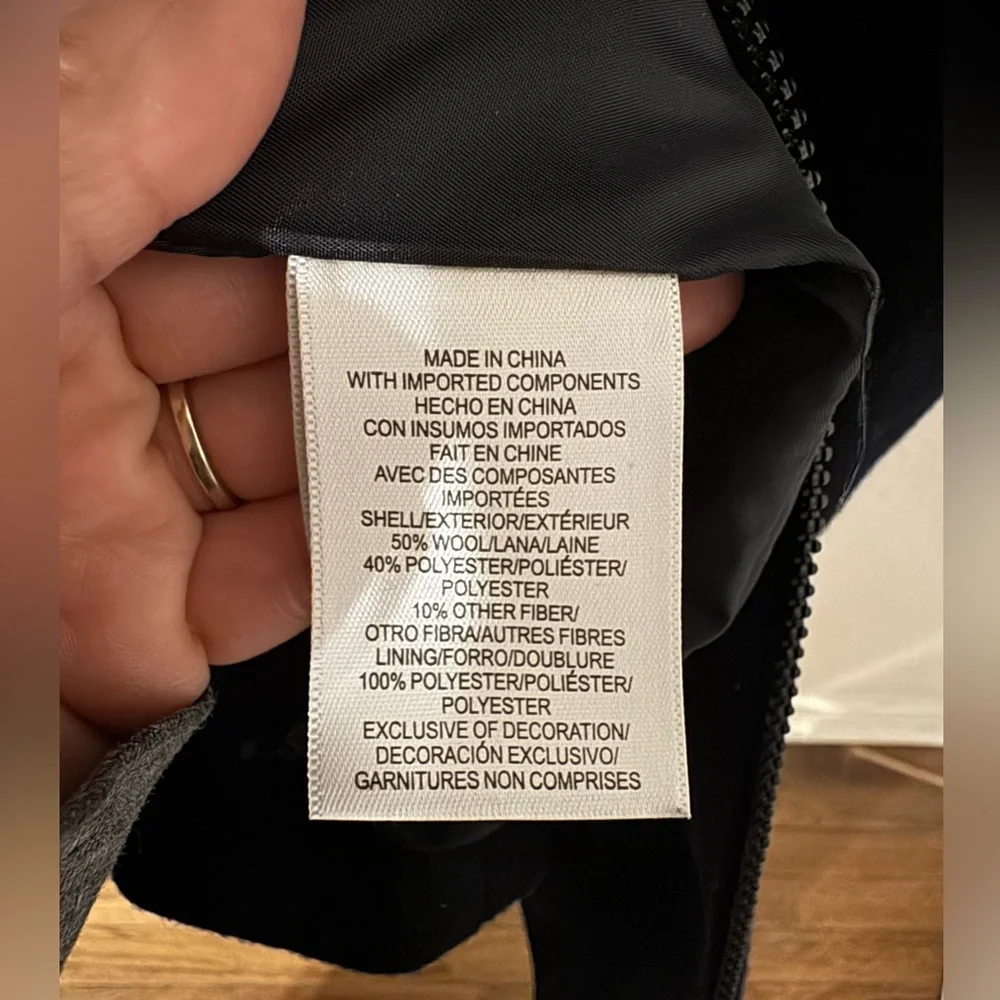 MADE IN CHINA
WITH IMPORTED COMPONENTS
HECHO EN CHINA
CON INSUMOS IMPORTADOS
FAIT EN CHINE
AVEC DES COMPOSANTES
IMPORTÉES
SHELL/EXTERIOR/EXTÉRIEUR
50% WOOL/LANA/LAINE
40% POLYESTER/POLIÉSTER/
POLYESTER
10% OTHER FIBER/
OTRO FIBRA/AUTRES FIBRES
LINING/FORRO/DOUBLURE
100% POLYESTER/POLIÉSTER/
POLYESTER
EXCLUSIVE OF DECORATION/
DECORACIÓN EXCLUSIVO/
GARNITURES NON COMPRISES